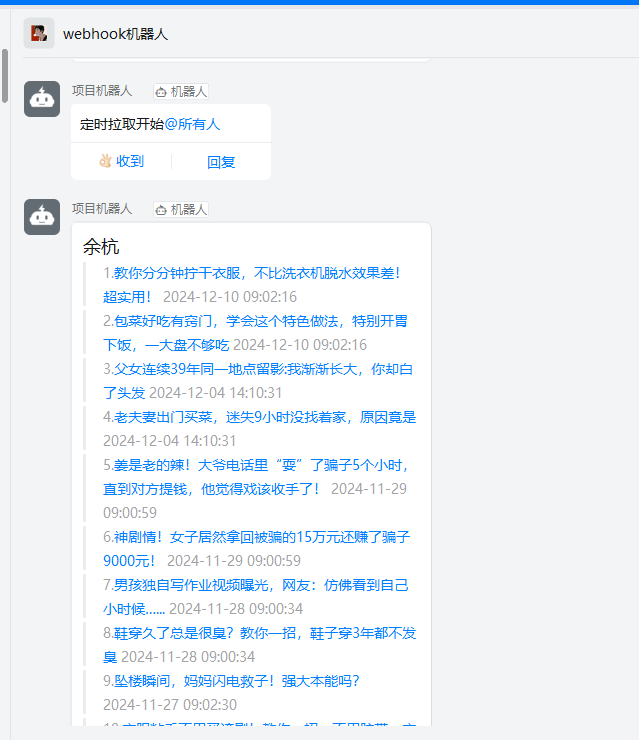 webhook机器人
项目机器人 机器人
定时拉取开始@所有人
收到 回复
项目机器人 机器人
余杭
1.教你分分钟拧干衣服，不比洗衣机脱水效果差！
超实用！ 2024-12-10 09:02:16
2.包菜好吃有窍门，学会这个特色做法，特别开胃
下饭，一大盘不够吃 2024-12-10 09:02:16
3.父女连续39年同一地点留影:我渐渐长大，你却白
了头发 2024-12-04 14:10:31
4.老夫妻出门买菜，迷失9小时没找着家，原因竟是
2024-12-04 14:10:31
5.姜是老的辣！大爷电话里“耍”了骗子5个小时，
直到对方提钱，他觉得戏该收手了！ 2024-11-29
09:00:59
6.神剧情！女子居然拿回被骗的15万元还赚了骗子
9000元！ 2024-11-29 09:00:59
7.男孩独自写作业视频曝光，网友：仿佛看到自己
小时候...... 2024-11-28 09:00:34
8.鞋穿久了总是很臭？教你一招，鞋子穿3年都不发
臭 2024-11-28 09:00:34
9.坠楼瞬间，妈妈闪电救子！强大本能吗？
2024-11-27 09:02:30